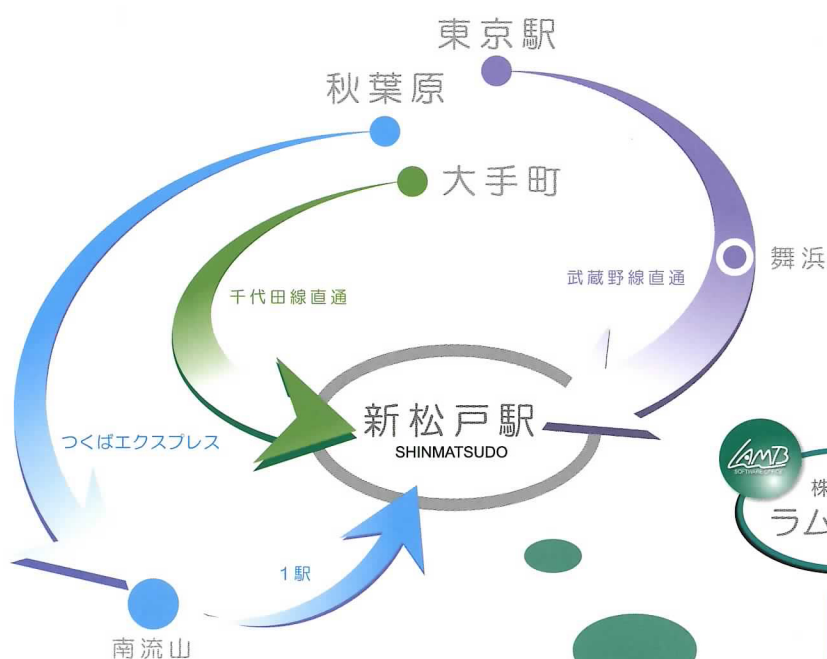 東京駅
秋葉原
大手町
舞浜
武蔵野線直通
千代田線直通
新松戸駅
SHINMATSUDO
つくばエクスプレス
LAMB
SOFTWARE OFFICE
株
ラム
1駅
南流山